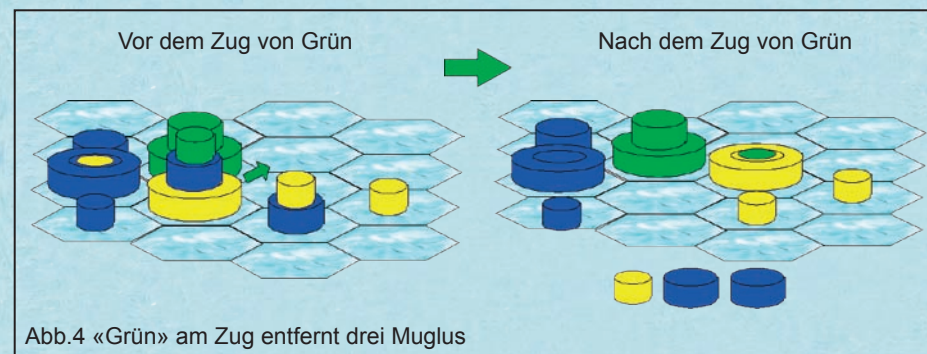 Vor dem Zug von Grün
Nach dem Zug von Grün
Abb.4 «Grün» am Zug entfernt drei Muglus